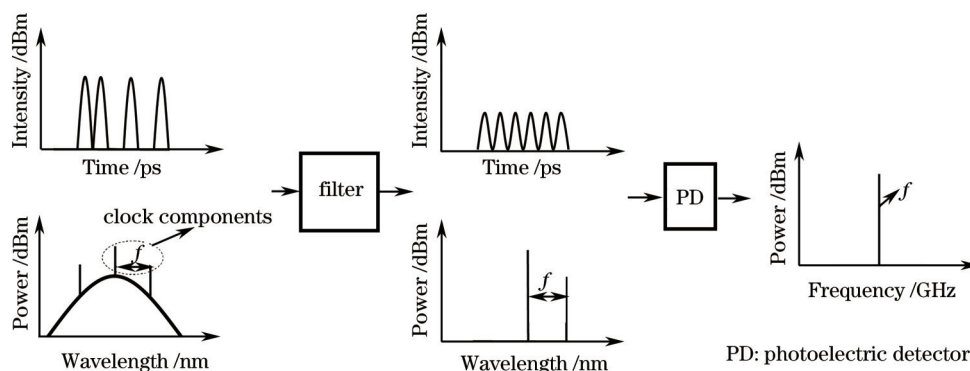 Intensity /dBm
Time /ps
Intensity /dBm
Time /ps
filter
PD
clock components
f
Power /dBm
Wavelength /nm
f
Power /dBm
Wavelength /nm
f
Power /dBm
Frequency /GHz
PD: photoelectric detector